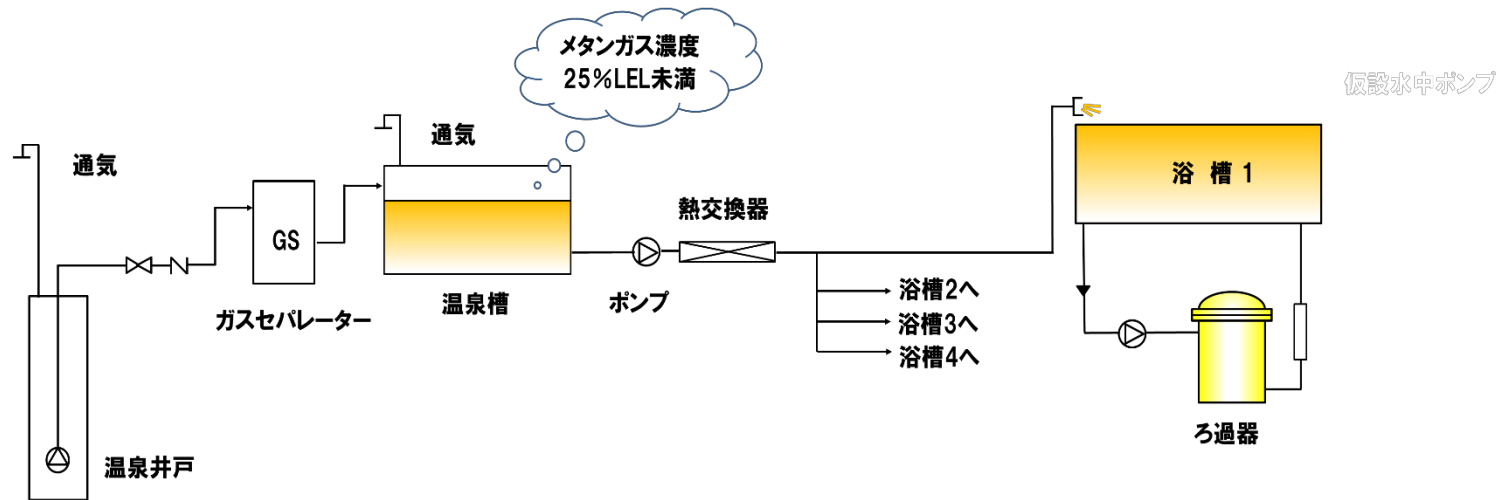 メタンガス濃度
25%LEL未満
仮設水中ポンプ
通気
通気
GS
ガスセパレーター
温泉槽
ポンプ
熱交換器
浴槽1
浴槽2へ
浴槽3へ
浴槽4へ
ろ過器
温泉井戸